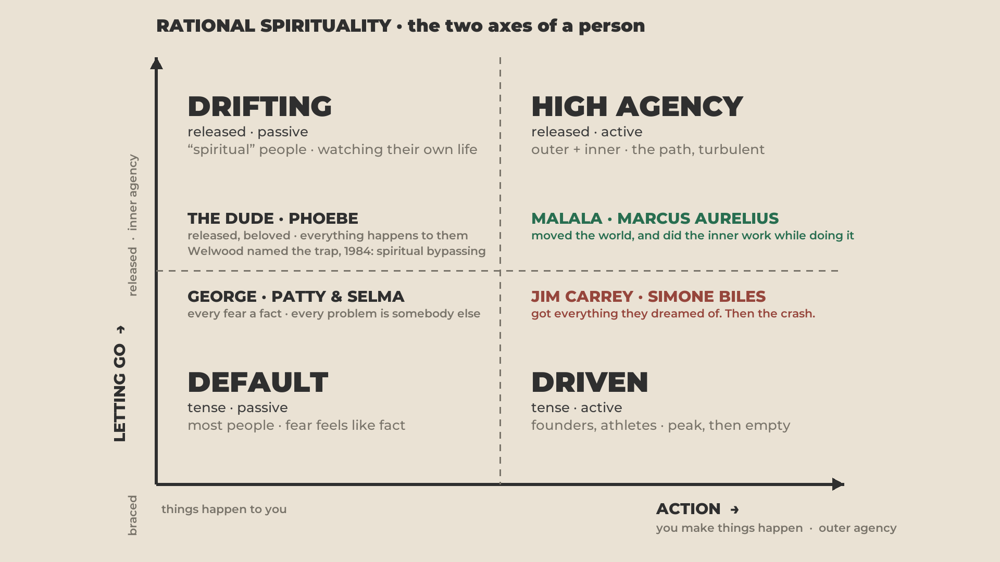 RATIONAL SPIRITUALITY · the two axes of a person
DRIFTING
released · passive
“spiritual” people · watching their own life
HIGH AGENCY
released · active
outer + inner · the path, turbulent
THE DUDE · PHOEBE
released, beloved · everything happens to them
Welwood named the trap, 1984: spiritual bypassing
MALALA · MARCUS AURELIUS
moved the world, and did the inner work while doing it
GEORGE · PATTY & SELMA
every fear a fact · every problem is somebody else
JIM CARREY · SIMONE BILES
got everything they dreamed of. Then the crash.
DEFAULT
tense · passive
most people · fear feels like fact
DRIVEN
tense · active
founders, athletes · peak, then empty
LETTING GO →
released · inner agency
braced
things happen to you
ACTION →
you make things happen · outer agency